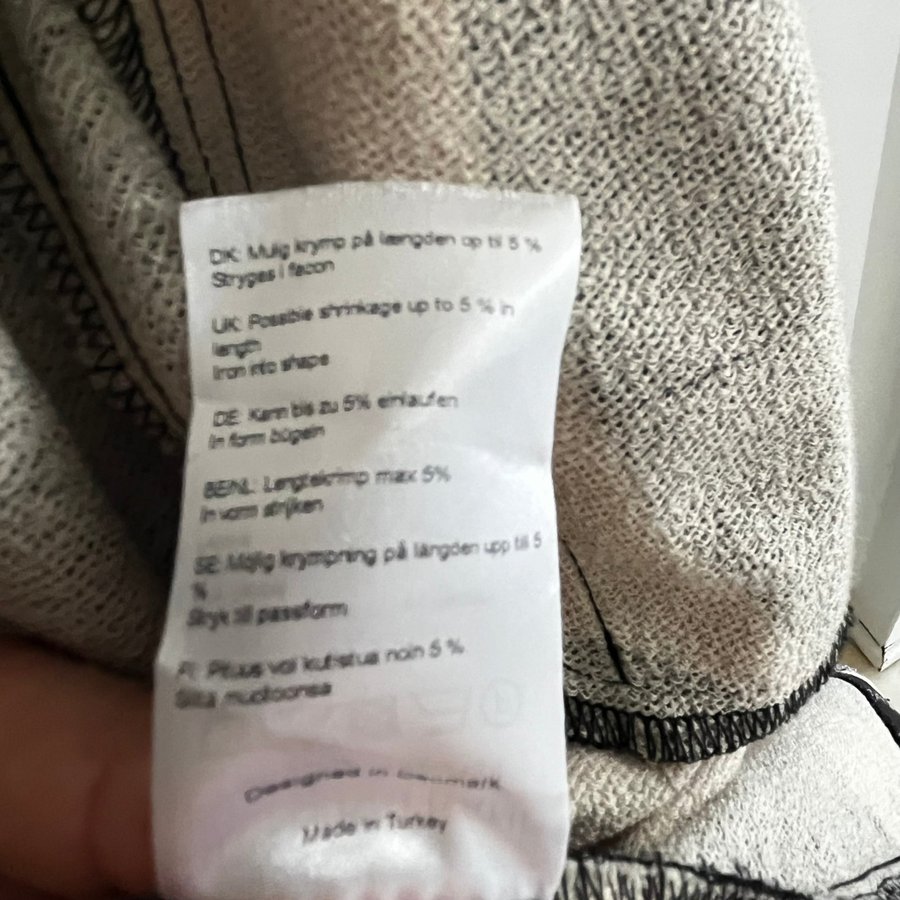 DK: Mulig krymp på længden op til 5 %
Stryges i facon
UK: Possible shrinkage up to 5 % in
length
Iron into shape
DE: Kann bis zu 5% einlaufen
In form bügeln
BE/NL: Lengtekrimp max 5%
In vorm strijken
SE: Möjlig krympning på längden upp till 5
%
Stryk till passform
FI: Pituus voi kutistua noin 5 %
Silitä muotoonsa
Designed in Denmark
Made in Turkey